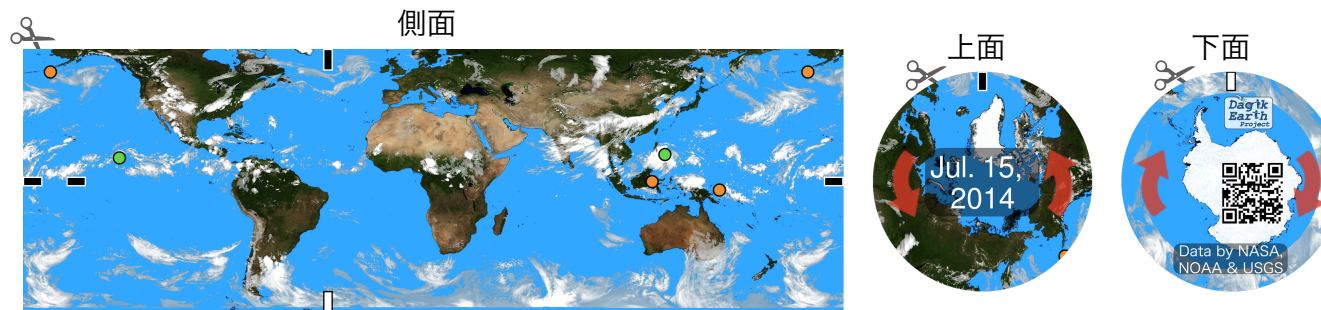 側面
上面
下面
Jul. 15,
2014
Dagik
Earth
Project
Data by NASA,
NOAA & USGS